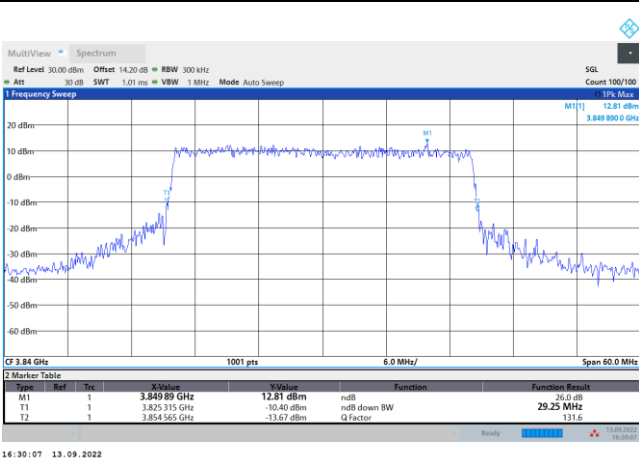 MultiView Spectrum
Ref Level 30.00 dBm Offset 14.20 dB RBW 300 kHz SGL
Att 30 dB SWT 1.01 ms VBW 1 MHz Mode Auto Sweep Count 100/100
1 Frequency Sweep 1Pk Max
M1[1] 12.81 dBm
3.849 890 0 GHz
M1
20 dBm
10 dBm
0 dBm
T1
T2
-10 dBm
-20 dBm
-30 dBm
-40 dBm
-50 dBm
-60 dBm
CF 3.84 GHz 1001 pts 6.0 MHz/ Span 60.0 MHz
2 Marker Table
Type Ref Trc X-Value Y-Value Function Function Result
M1 1 3.849 89 GHz 12.81 dBm ndB 26.0 dB
T1 1 3.825 315 GHz -10.40 dBm ndB down BW 29.25 MHz
T2 1 3.854 565 GHz -13.67 dBm Q Factor 131.6
Ready 13.09.2022
16:30:07
16:30:07 13.09.2022